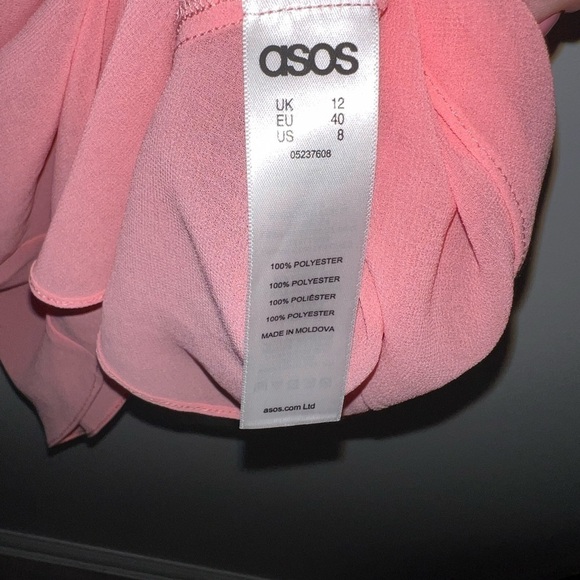 asos
UK 12
EU 40
US 8
05237608
100% POLYESTER
100% POLYESTER
100% POLIÉSTER
100% POLYESTER
MADE IN MOLDOVA
asos.com Ltd